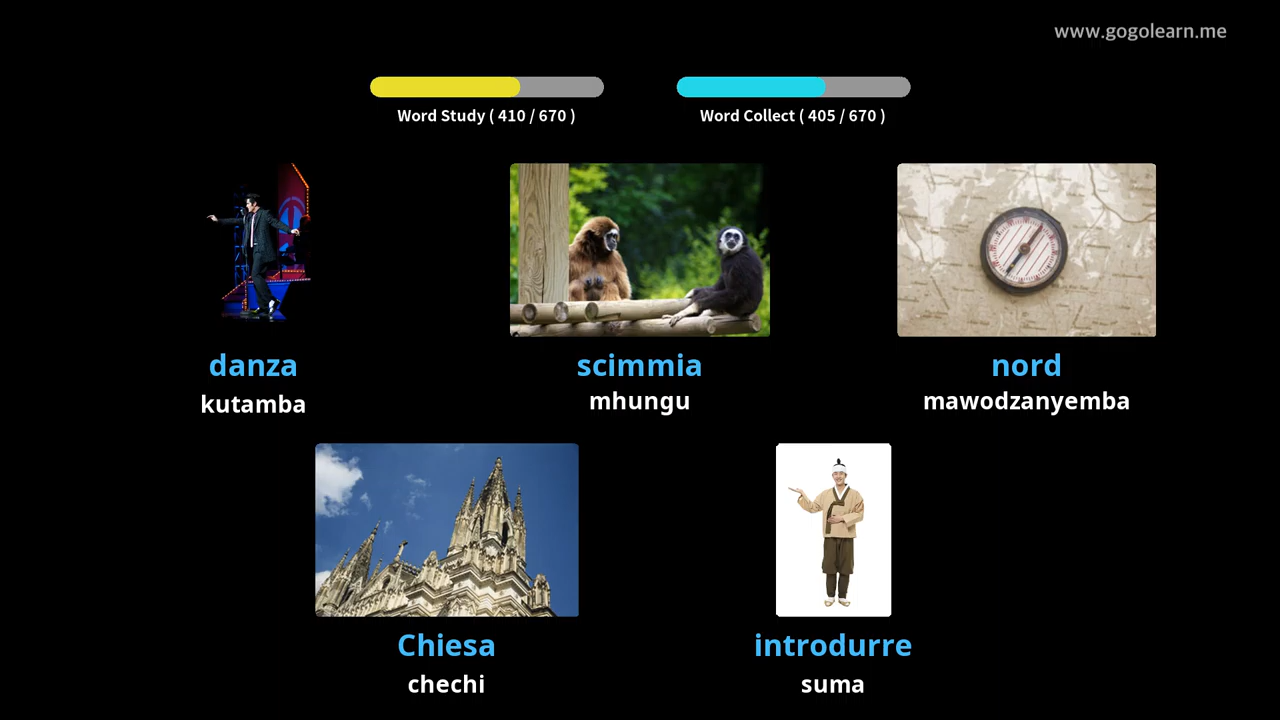 www.gogolearn.me
Word Study ( 410 / 670 )
Word Collect ( 405 / 670 )
danza
kutamba
scimmia
mhungu
nord
mawodzanyemba
Chiesa
chechi
introdurre
suma